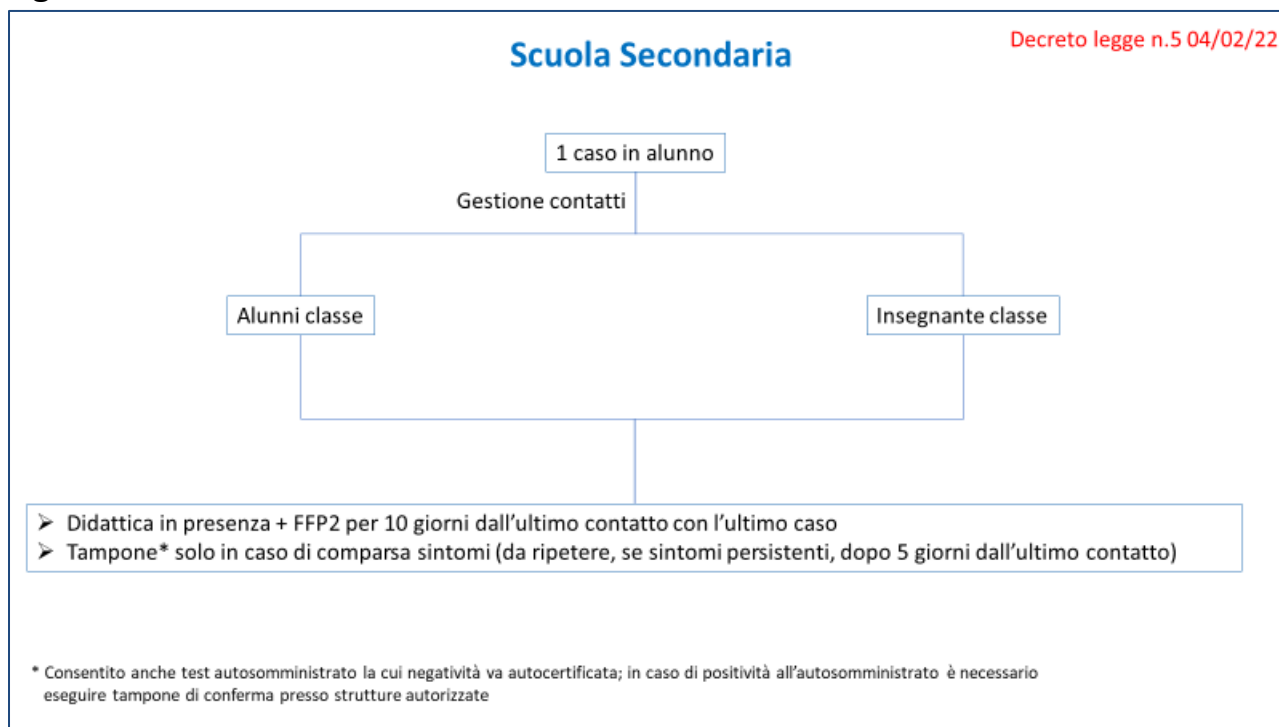 Scuola Secondaria
Decreto legge n.5 04/02/22
1 caso in alunno
Gestione contatti
Alunni classe
Insegnante classe
➢ Didattica in presenza + FFP2 per 10 giorni dall’ultimo contatto con l’ultimo caso
➢ Tampone* solo in caso di comparsa sintomi (da ripetere, se sintomi persistenti, dopo 5 giorni dall’ultimo contatto)
* Consentito anche test autosomministrato la cui negatività va autocertificata; in caso di positività all’autosomministrato è necessario
eseguire tampone di conferma presso strutture autorizzate